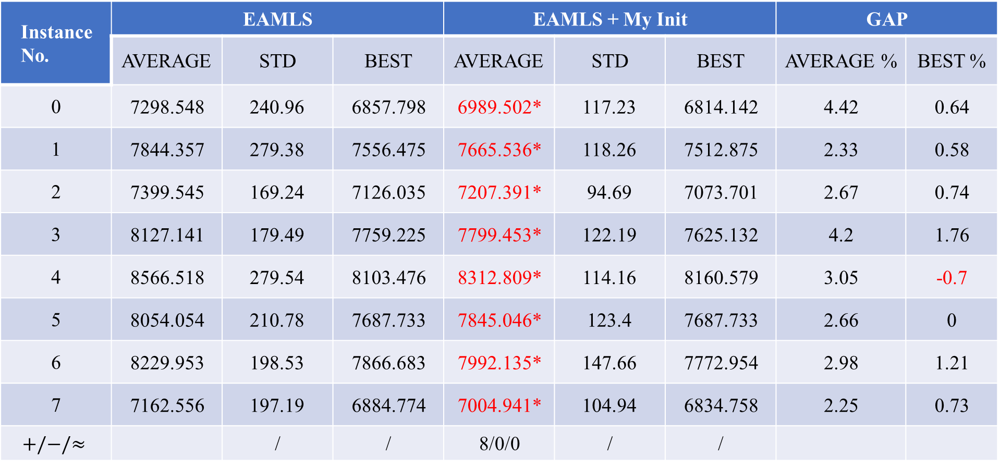 Instance No. EAMLS EAMLS + My Init GAP
AVERAGE STD BEST AVERAGE STD BEST AVERAGE % BEST %
0 7298.548 240.96 6857.798 6989.502* 117.23 6814.142 4.42 0.64
1 7844.357 279.38 7556.475 7665.536* 118.26 7512.875 2.33 0.58
2 7399.545 169.24 7126.035 7207.391* 94.69 7073.701 2.67 0.74
3 8127.141 179.49 7759.225 7799.453* 122.19 7625.132 4.2 1.76
4 8566.518 279.54 8103.476 8312.809* 114.16 8160.579 3.05 -0.7
5 8054.054 210.78 7687.733 7845.046* 123.4 7687.733 2.66 0
6 8229.953 198.53 7866.683 7992.135* 147.66 7772.954 2.98 1.21
7 7162.556 197.19 6884.774 7004.941* 104.94 6834.758 2.25 0.73
+/−/≈ / / 8/0/0 / /